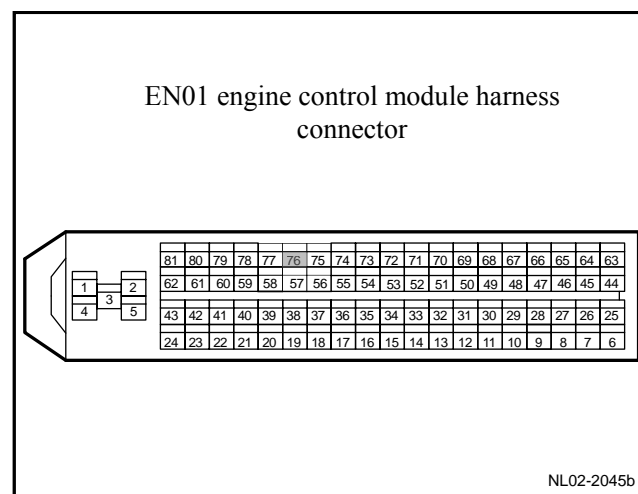 EN01 engine control module harness
connector
81 80 79 78 77 76 75 74 73 72 71 70 69 68 67 66 65 64 63
1 2 62 61 60 59 58 57 56 55 54 53 52 51 50 49 48 47 46 45 44
3
4 5 43 42 41 40 39 38 37 36 35 34 33 32 31 30 29 28 27 26 25
24 23 22 21 20 19 18 17 16 15 14 13 12 11 10 9 8 7 6
NL02-2045b